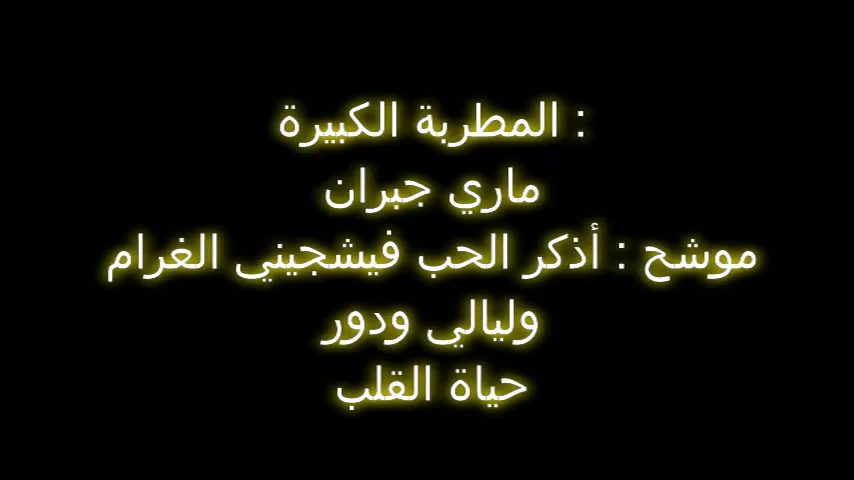 : المطربة الكبيرة
ماري جبران
موشح : أذكر الحب فيشجيني الغرام
وليالي ودور
حياة القلب